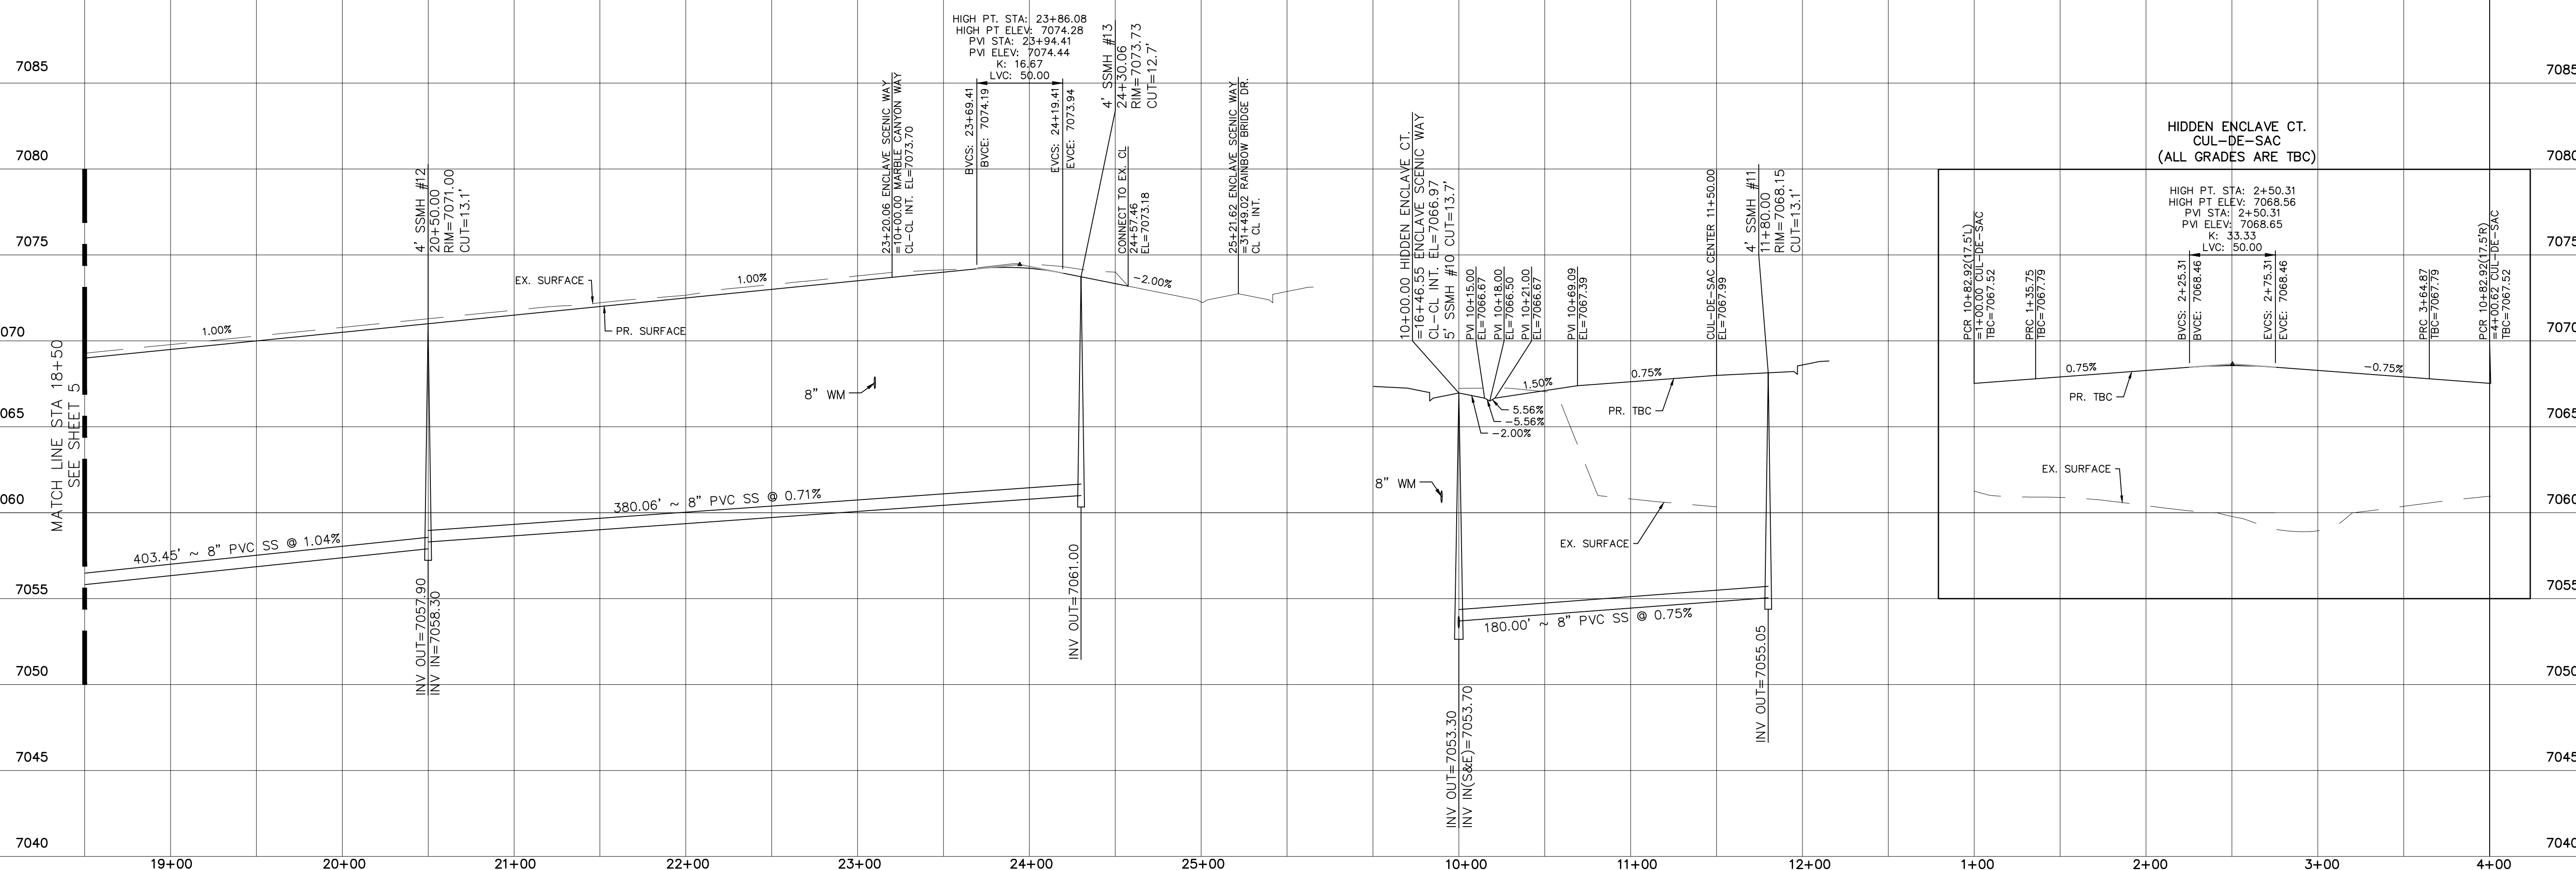 HIGH PT. STA: 23+86.08
HIGH PT ELEV: 7074.28
PVI STA: 23+94.41
PVI ELEV: 7074.44
K: 16.67
LVC: 50.00
BVCS: 23+69.41
BVCE: 7074.19
EVCS: 24+19.41
EVCE: 7073.94
4' SSMH #13
24+30.06
RIM=7073.73
CUT=12.7'
23+20.06 ENCLAVE SCENIC WAY
=10+00.00 MARBLE CANYON WAY
CL-CL INT. EL=7073.70
CONNECT TO EX. CL
24+57.46
EL=7073.18
25+21.62 ENCLAVE SCENIC WAY
=31+49.02 RAINBOW BRIDGE DR.
CL CL INT.
4' SSMH #12
20+50.00
RIM=7071.00
CUT=13.1'
MATCH LINE STA 18+50
SEE SHEET 5
1.00%
EX. SURFACE
1.00%
PR. SURFACE
-2.00%
8" WM
403.45' ~ 8" PVC SS @ 1.04%
380.06' ~ 8" PVC SS @ 0.71%
INV OUT=7057.90
INV IN=7058.30
INV OUT=7061.00
10+00.00 HIDDEN ENCLAVE CT.
=16+46.55 ENCLAVE SCENIC WAY
CL-CL INT. EL=7066.97
5' SSMH #10 CUT=13.7'
PVI 10+15.00
EL=7066.67
PVI 10+18.00
EL=7066.50
PVI 10+21.00
EL=7066.67
PVI 10+69.09
EL=7067.39
CUL-DE-SAC CENTER 11+50.00
EL=7067.99
4' SSMH #11
11+80.00
RIM=7068.15
CUT=13.1'
1.50%
0.75%
PR. TBC
5.56%
-5.56%
-2.00%
8" WM
EX. SURFACE
180.00' ~ 8" PVC SS @ 0.75%
INV OUT=7053.30
INV IN(S&E)=7053.70
INV OUT=7055.05
HIDDEN ENCLAVE CT.
CUL-DE-SAC
(ALL GRADES ARE TBC)
HIGH PT. STA: 2+50.31
HIGH PT ELEV: 7068.56
PVI STA: 2+50.31
PVI ELEV: 7068.65
K: 33.33
LVC: 50.00
PCR 10+82.92(17.5'L)
=1+00.00 CUL-DE-SAC
TBC=7067.52
PRC 1+35.75
TBC=7067.79
BVCS: 2+25.31
BVCE: 7068.46
EVCS: 2+75.31
EVCE: 7068.46
PRC 3+64.87
TBC=7067.79
PCR 10+82.92(17.5'R)
=4+00.62 CUL-DE-SAC
TBC=7067.52
0.75%
-0.75%
PR. TBC
EX. SURFACE
7085
7080
7075
7070
7065
7060
7055
7050
7045
7040
7085
7080
7075
7070
7065
7060
7055
7050
7045
7040
19+00 20+00 21+00 22+00 23+00 24+00 25+00 10+00 11+00 12+00 1+00 2+00 3+00 4+00